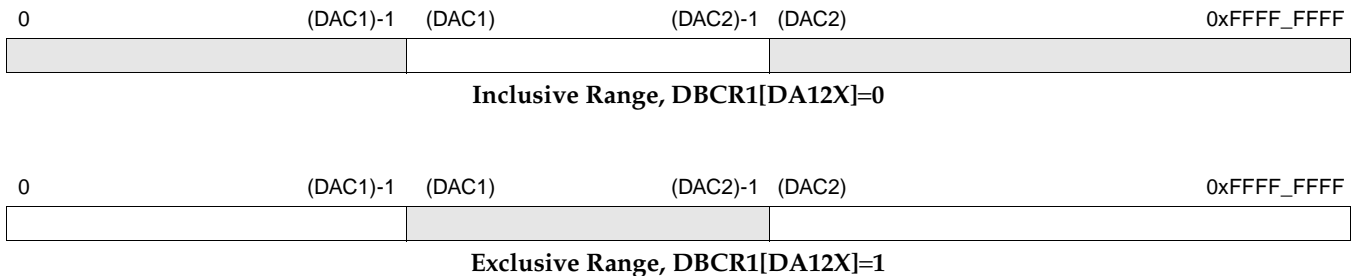 0 (DAC1)-1 (DAC1) (DAC2)-1 (DAC2) 0xFFFF_FFFF
Inclusive Range, DBCR1[DA12X]=0
0 (DAC1)-1 (DAC1) (DAC2)-1 (DAC2) 0xFFFF_FFFF
Exclusive Range, DBCR1[DA12X]=1